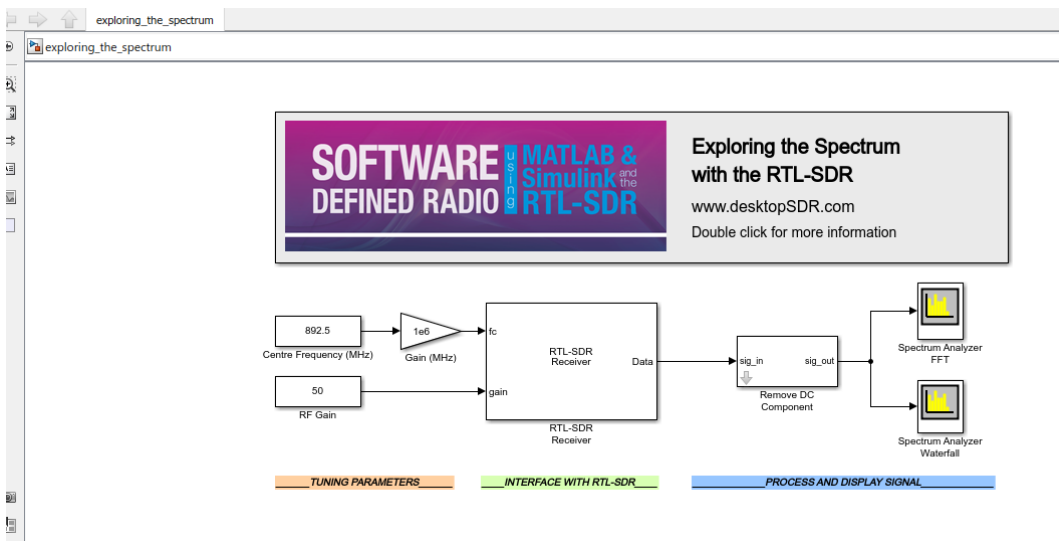 exploring_the_spectrum
exploring_the_spectrum
SOFTWARE
DEFINED RADIO
using
MATLAB &
Simulink and the
RTL-SDR
Exploring the Spectrum
with the RTL-SDR
www.desktopSDR.com
Double click for more information
892.5
Centre Frequency (MHz)
1e6
Gain (MHz)
50
RF Gain
fc
gain
RTL-SDR
Receiver
Data
RTL-SDR
Receiver
sig_in
sig_out
Remove DC
Component
Spectrum Analyzer
FFT
Spectrum Analyzer
Waterfall
TUNING PARAMETERS
INTERFACE WITH RTL-SDR
PROCESS AND DISPLAY SIGNAL